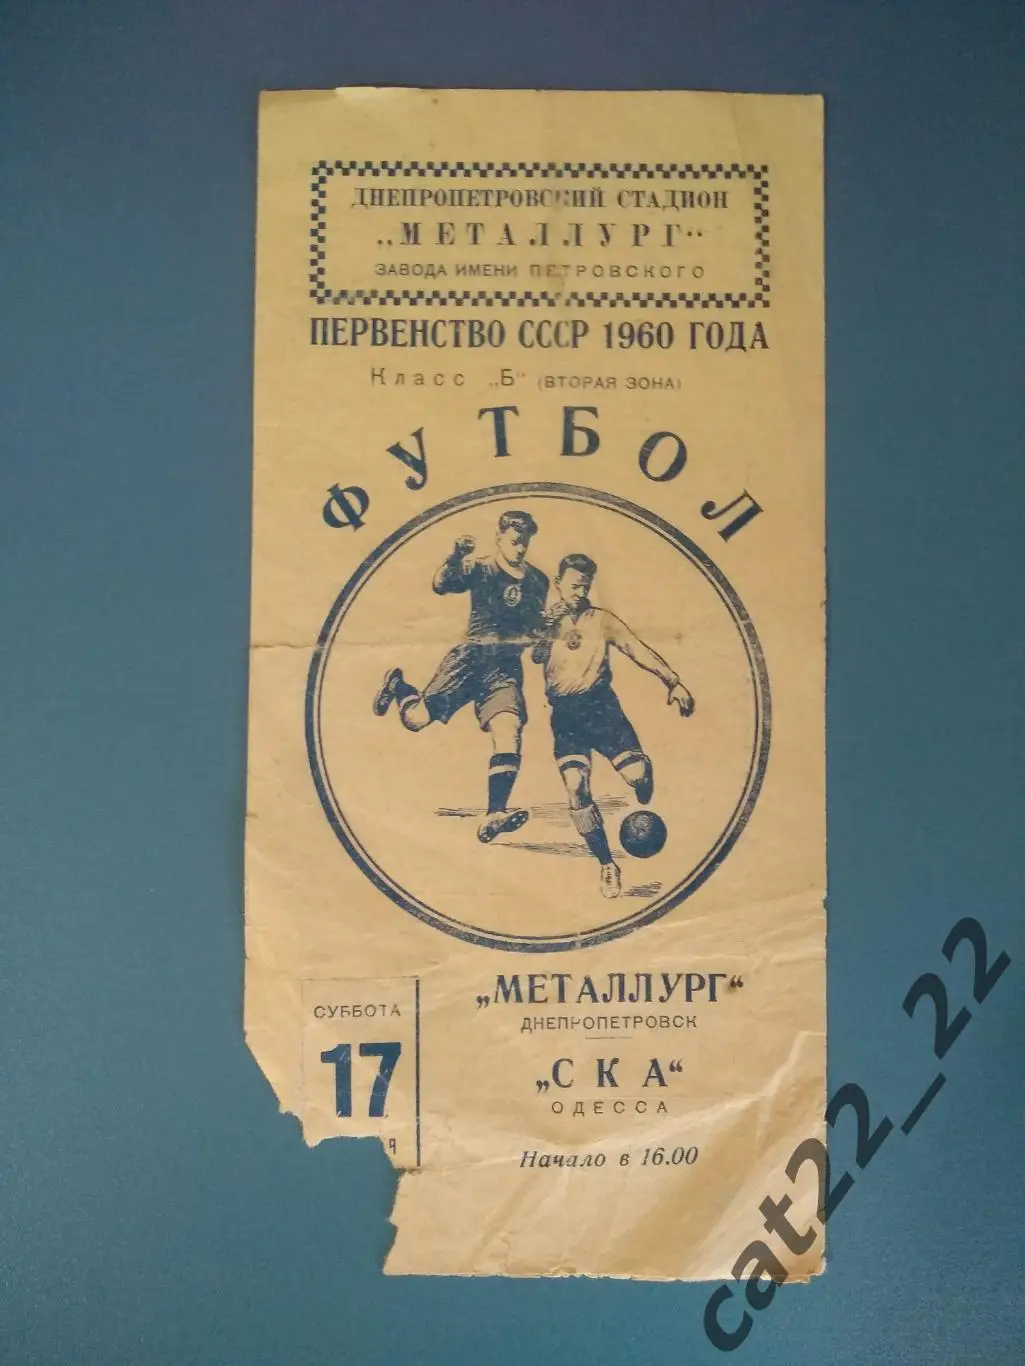 ДНЕПРОПЕТРОВСКИЙ СТАДИОН
„МЕТАЛЛУРГ“
ЗАВОДА ИМЕНИ ПЕТРОВСКОГО
ПЕРВЕНСТВО СССР 1960 ГОДА
Класс „Б“ (ВТОРАЯ ЗОНА)
ФУТБОЛ
СУББОТА
17
„МЕТАЛЛУРГ“
ДНЕПРОПЕТРОВСК
„СКА“
ОДЕССА
Начало в 16.00
cat22_22